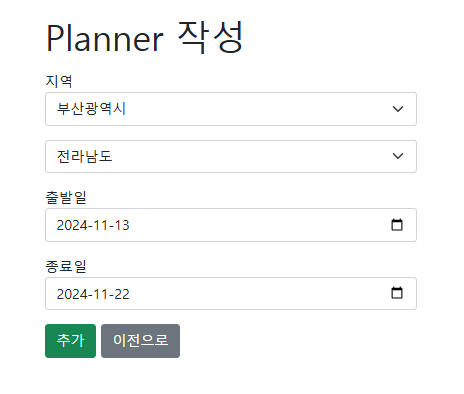 Planner 작성
지역
부산광역시
전라남도
출발일
2024-11-13
종료일
2024-11-22
추가 이전으로